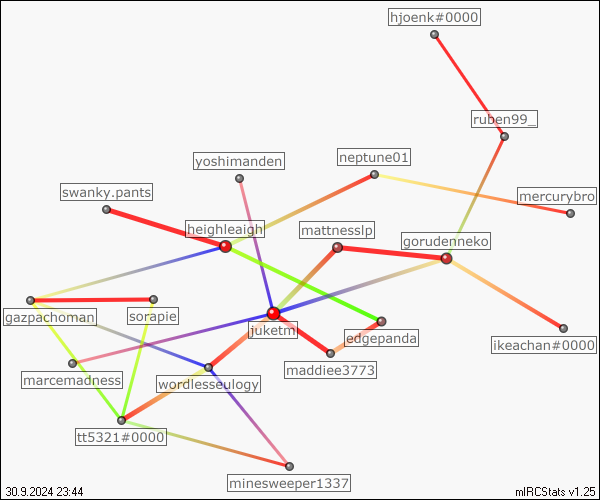 hjoenk#0000
ruben99_
yoshimanden
neptune01
swanky.pants
mercurybro
heighleaigh
mattnesslp
gorudenneko
gazpachoman
sorapie
juketm
edgepanda
ikeachan#0000
marcemadness
wordlesseulogy
maddiee3773
tt5321#0000
minesweeper1337
30.9.2024 23:44
mIRCStats v1.25